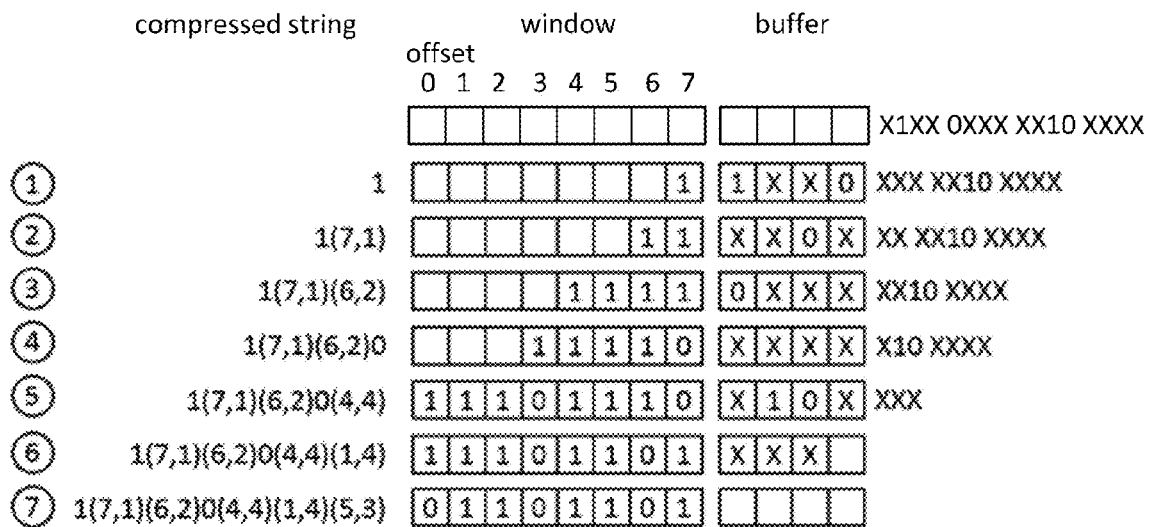 compressed string window buffer
offset
0 1 2 3 4 5 6 7
X1XX 0XXX XX10 XXXX
1 1 1 1 X X 0 XXX XX10 XXXX
2 1(7,1) 1 1 X X 0 X XX XX10 XXXX
3 1(7,1)(6,2) 1 1 1 1 0 X X X XX10 XXXX
4 1(7,1)(6,2)0 1 1 1 1 0 X X X X X10 XXXX
5 1(7,1)(6,2)0(4,4) 1 1 1 0 1 1 1 0 X 1 0 X XXX
6 1(7,1)(6,2)0(4,4)(1,4) 1 1 1 0 1 1 0 1 X X X
7 1(7,1)(6,2)0(4,4)(1,4)(5,3) 0 1 1 0 1 1 0 1